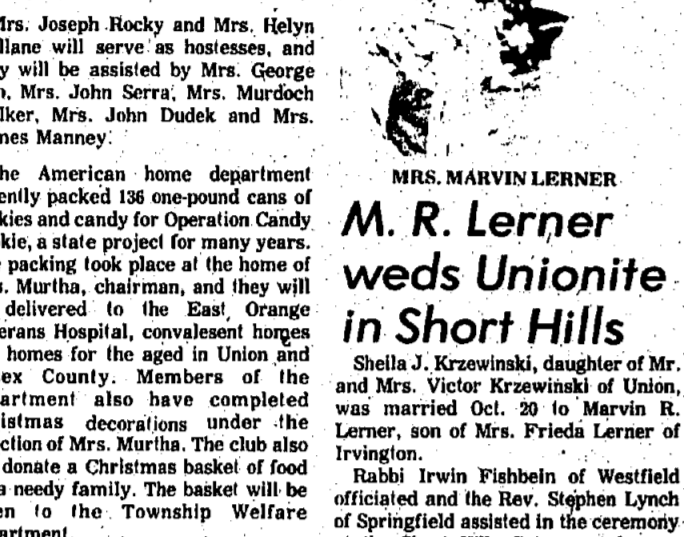 Mrs. Joseph Rocky and Mrs. Helyn
llane will serve as hostesses, and
y will be assisted by Mrs. George
Mrs. John Serra, Mrs. Murdoch
lker, Mrs. John Dudek and Mrs.
mes Manney.
he American home department
ently packed 136 one-pound cans of
kies and candy for Operation Candy
kie, a state project for many years.
packing took place at the home of
s. Murtha, chairman, and they will
delivered to the East Orange
erans Hospital, convalesent homes
homes for the aged in Union and
ex County. Members of the
artment also have completed
istmas decorations under the
ction of Mrs. Murtha. The club also
donate a Christmas basket of food
a needy family. The basket will be
en to the Township Welfare
artment.
MRS. MARVIN LERNER
M. R. Lerner
weds Unionite
in Short Hills
Sheila J. Krzewinski, daughter of Mr.
and Mrs. Victor Krzewinski of Union,
was married Oct. 20 to Marvin R.
Lerner, son of Mrs. Frieda Lerner of
Irvington.
Rabbi Irwin Fishbein of Westfield
officiated and the Rev. Stephen Lynch
of Springfield assisted in the ceremony